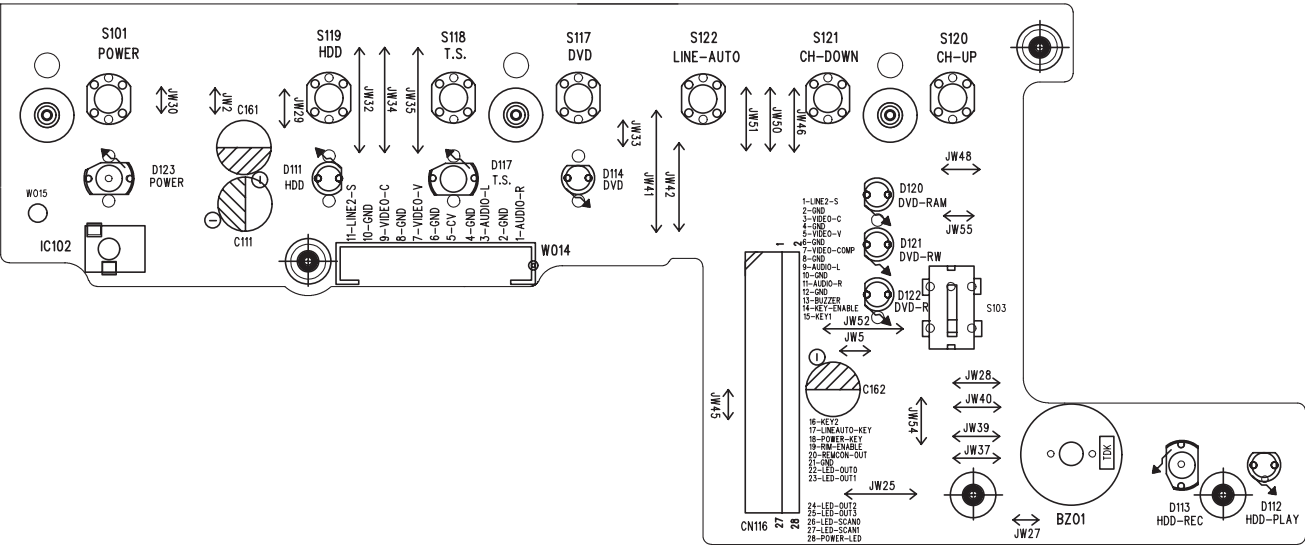 S101
POWER
S119
HDD
S118
T.S.
S117
DVD
S122
LINE-AUTO
S121
CH-DOWN
S120
CH-UP
JW30
JW2
C161
JW29
JW32
JW34
JW35
JW33
JW41
JW42
JW51
JW50
JW46
JW48
JW55
D123
POWER
D111
HDD
D117
T.S.
D114
DVD
W015
IC102
C111
11-LINE2-S
10-GND
9-VIDEO-C
8-GND
7-VIDEO-V
6-GND
5-CV
4-GND
3-AUDIO-L
2-GND
1-AUDIO-R
W014
D120
DVD-RAM
D121
DVD-RW
D122
DVD-R
S103
1
2
1-LINE2-S
2-GND
3-VIDEO-C
4-GND
5-VIDEO-V
6-GND
7-VIDEO-COMP
8-GND
9-AUDIO-L
10-GND
11-AUDIO-R
12-GND
13-BUZZER
14-KEY-ENABLE
15-KEY1
JW52
JW5
C162
JW45
JW54
JW28
JW40
JW39
JW37
16-KEY2
17-LINEAUTO-KEY
18-POWER-KEY
19-RIM-ENABLE
20-REMCON-OUT
21-GND
22-LED-OUT0
23-LED-OUT1
JW25
24-LED-OUT2
25-LED-OUT3
26-LED-SCAN0
27-LED-SCAN1
28-POWER-LED
CN116
27
28
JW27
TDK
BZ01
D113
HDD-REC
D112
HDD-PLAY